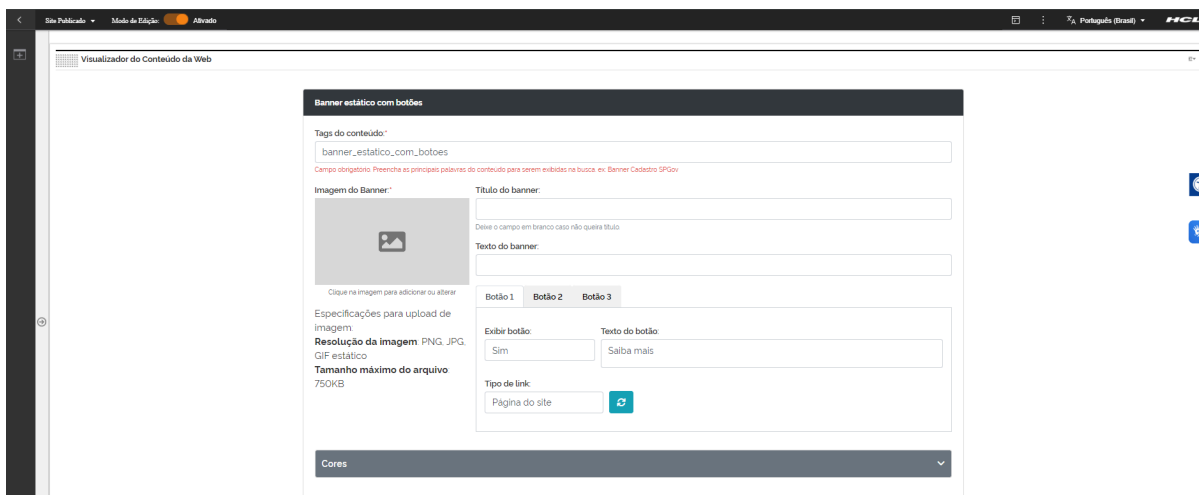 Site Publicado
Modo de Edição: Ativado
Português (Brasil)
HCL
Visualizador do Conteúdo da Web
Banner estático com botões
Tags do conteúdo:*
banner_estatico_com_botoes
Campo obrigatório. Preencha as principais palavras do conteúdo para serem exibidas na busca. ex: Banner Cadastro SPGov
Imagem do Banner:*
Clique na imagem para adicionar ou alterar
Especificações para upload de
imagem:
Resolução da imagem: PNG, JPG,
GIF estático
Tamanho máximo do arquivo:
750KB
Título do banner:
Deixe o campo em branco caso não queira título.
Texto do banner:
Botão 1 Botão 2 Botão 3
Exibir botão: Texto do botão:
Sim Saiba mais
Tipo de link:
Página do site
Cores